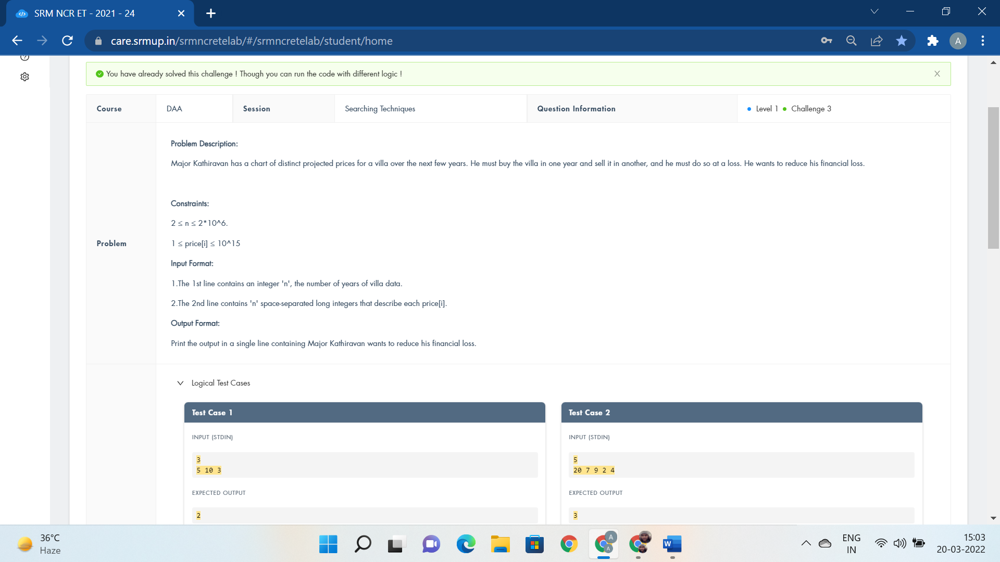 SRM NCR ET - 2021 - 24
care.srmup.in/srmncretelab/#/srmncretelab/student/home
A
You have already solved this challenge ! Though you can run the code with different logic !
Course DAA Session Searching Techniques Question Information Level 1 Challenge 3
Problem
Problem Description:
Major Kathiravan has a chart of distinct projected prices for a villa over the next few years. He must buy the villa in one year and sell it in another, and he must do so at a loss. He wants to reduce his financial loss.
Constraints:
2 ≤ n ≤ 2*10^6.
1 ≤ price[i] ≤ 10^15
Input Format:
1.The 1st line contains an integer 'n', the number of years of villa data.
2.The 2nd line contains 'n' space-separated long integers that describe each price[i].
Output Format:
Print the output in a single line containing Major Kathiravan wants to reduce his financial loss.
Logical Test Cases
Test Case 1
INPUT (STDIN)
3
5 10 3
EXPECTED OUTPUT
2
Test Case 2
INPUT (STDIN)
5
20 7 9 2 4
EXPECTED OUTPUT
3
36°C
Haze
A
A
W
ENG
IN
15:03
20-03-2022